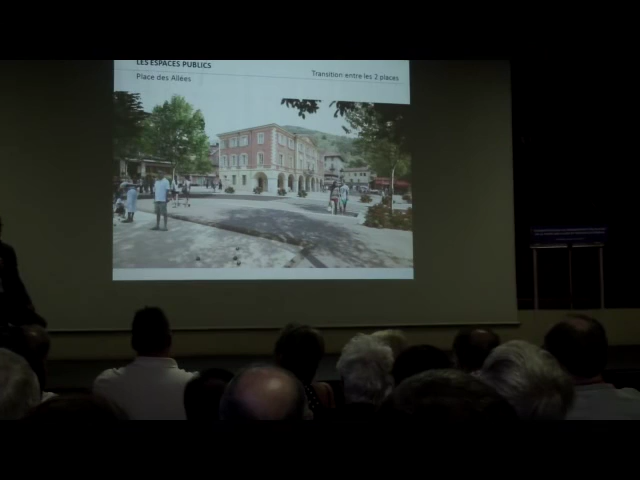 LES ESPACES PUBLICS
Place des Allées
Transition entre les 2 places